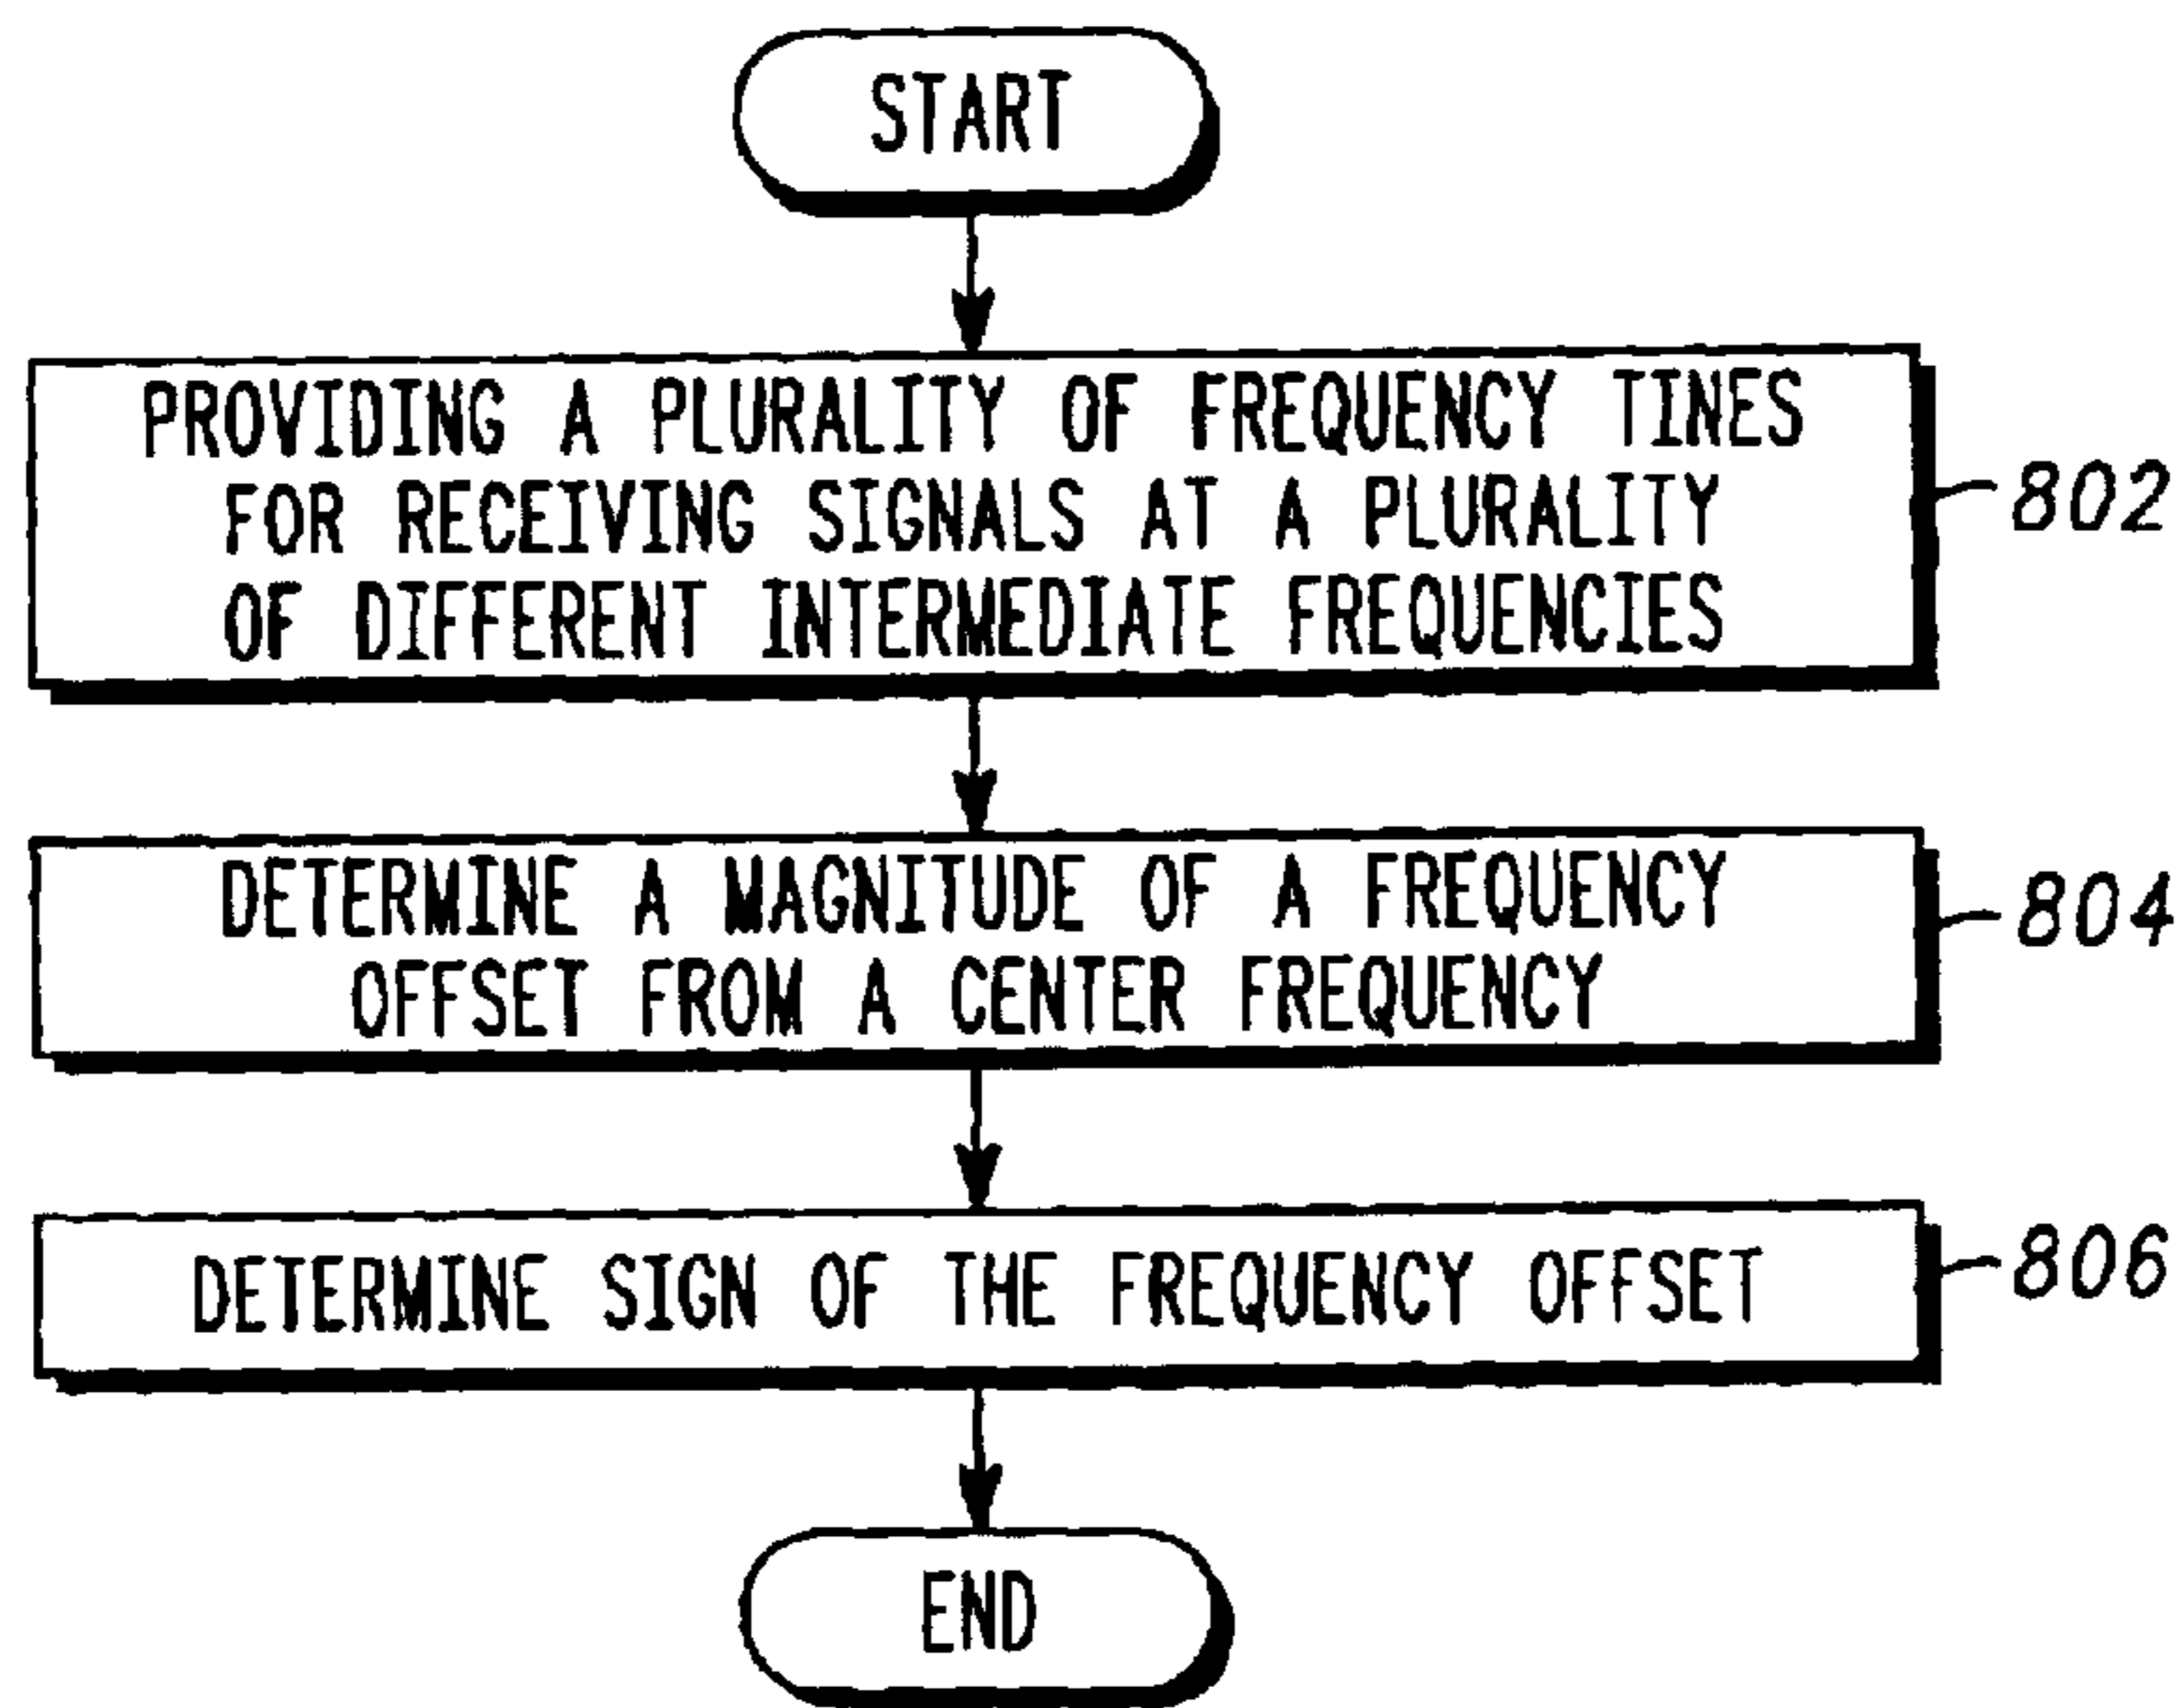 START
PROVIDING A PLURALITY OF FREQUENCY TINES
FOR RECEIVING SIGNALS AT A PLURALITY
OF DIFFERENT INTERMEDIATE FREQUENCIES
802
DETERMINE A MAGNITUDE OF A FREQUENCY
OFFSET FROM A CENTER FREQUENCY
804
DETERMINE SIGN OF THE FREQUENCY OFFSET
806
END